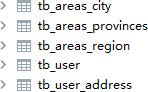 tb_areas_city
tb_areas_provinces
tb_areas_region
tb_user
tb_user_address